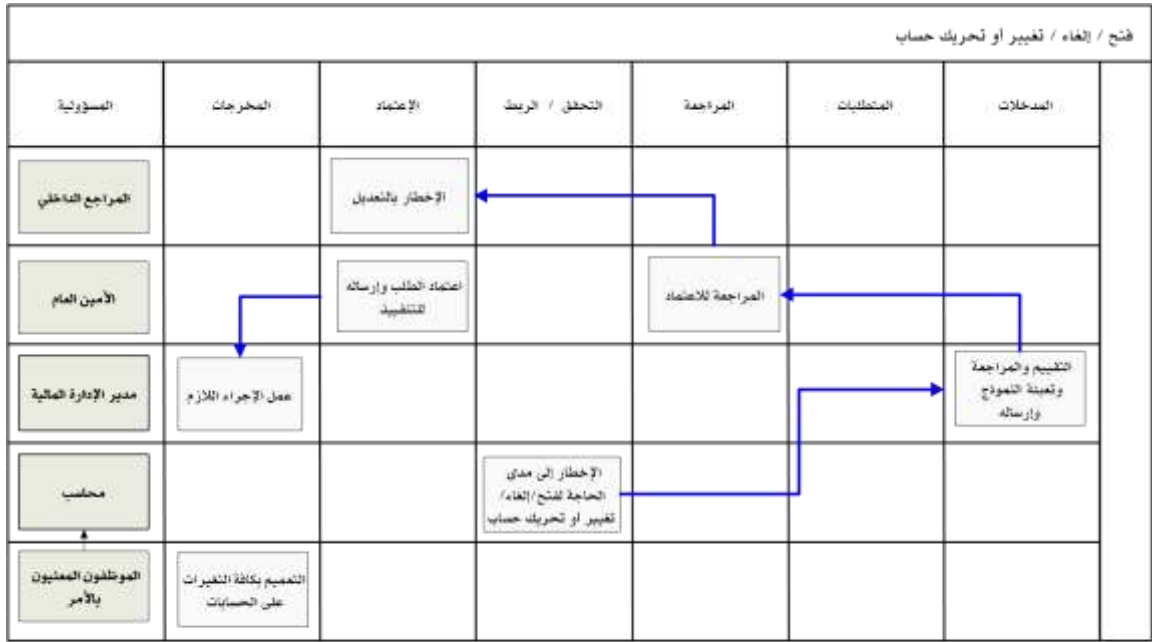 فتح / إلغاء / تغيير أو تحريك حساب
المدخلات
المتطلبات
المراجعة
التحقق / الربط
الإعتماد
المخرجات
المسؤولية
الإخطار بالتعديل
المراجع الداخلي
المراجعة للاعتماد
اعتماد الطلب وإرساله
للتنفيذ
الأمين العام
التقييم والمراجعة
وتعبئة النموذج
وإرساله
عمل الإجراء اللازم
مدير الإدارة المالية
الإخطار إلى مدى
الحاجة لفتح/إلغاء/
تغيير أو تحريك حساب
محاسب
التعميم بكافة التغيرات
على الحسابات
الموظفون المعنيون
بالأمر